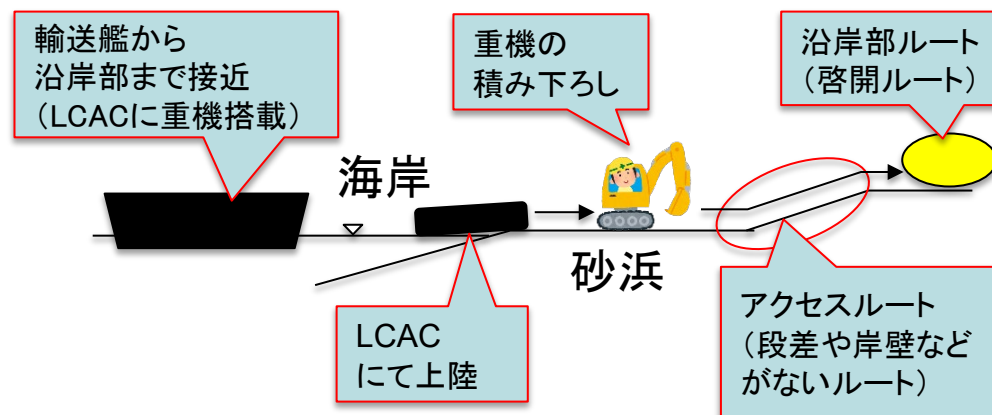 輸送艦から
沿岸部まで接近
(LCACに重機搭載)
重機の
積み下ろし
沿岸部ルート
(啓開ルート)
海岸
砂浜
LCAC
にて上陸
アクセスルート
(段差や岸壁など
がないルート)